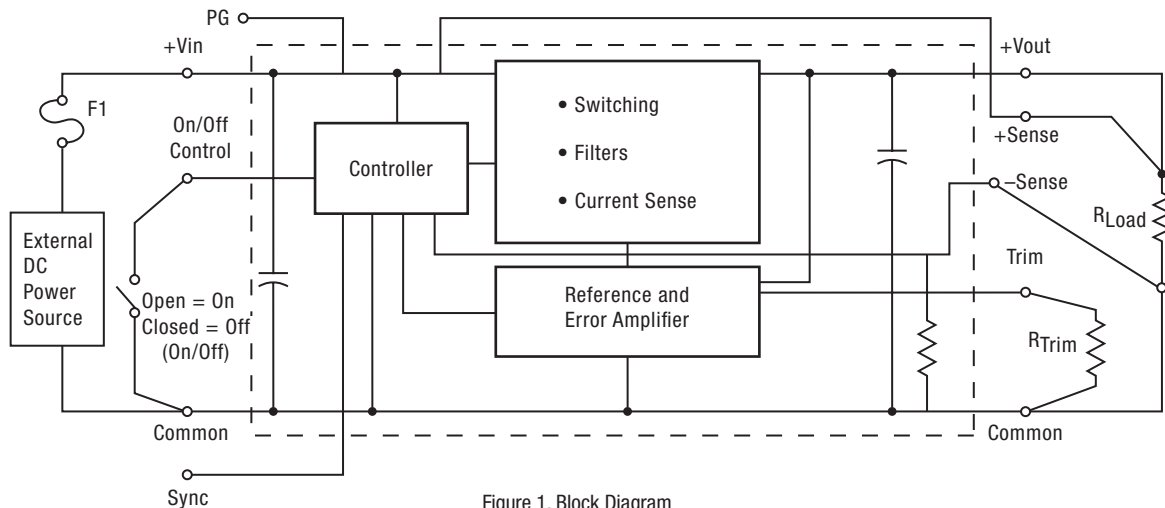 PG
+Vin
+Vout
F1
On/Off
Control
Controller
• Switching
• Filters
• Current Sense
+Sense
–Sense
RLoad
External
DC
Power
Source
Open = On
Closed = Off
(On/Off)
Reference and
Error Amplifier
Trim
RTrim
Common
Common
Sync
Figure 1. Block Diagram